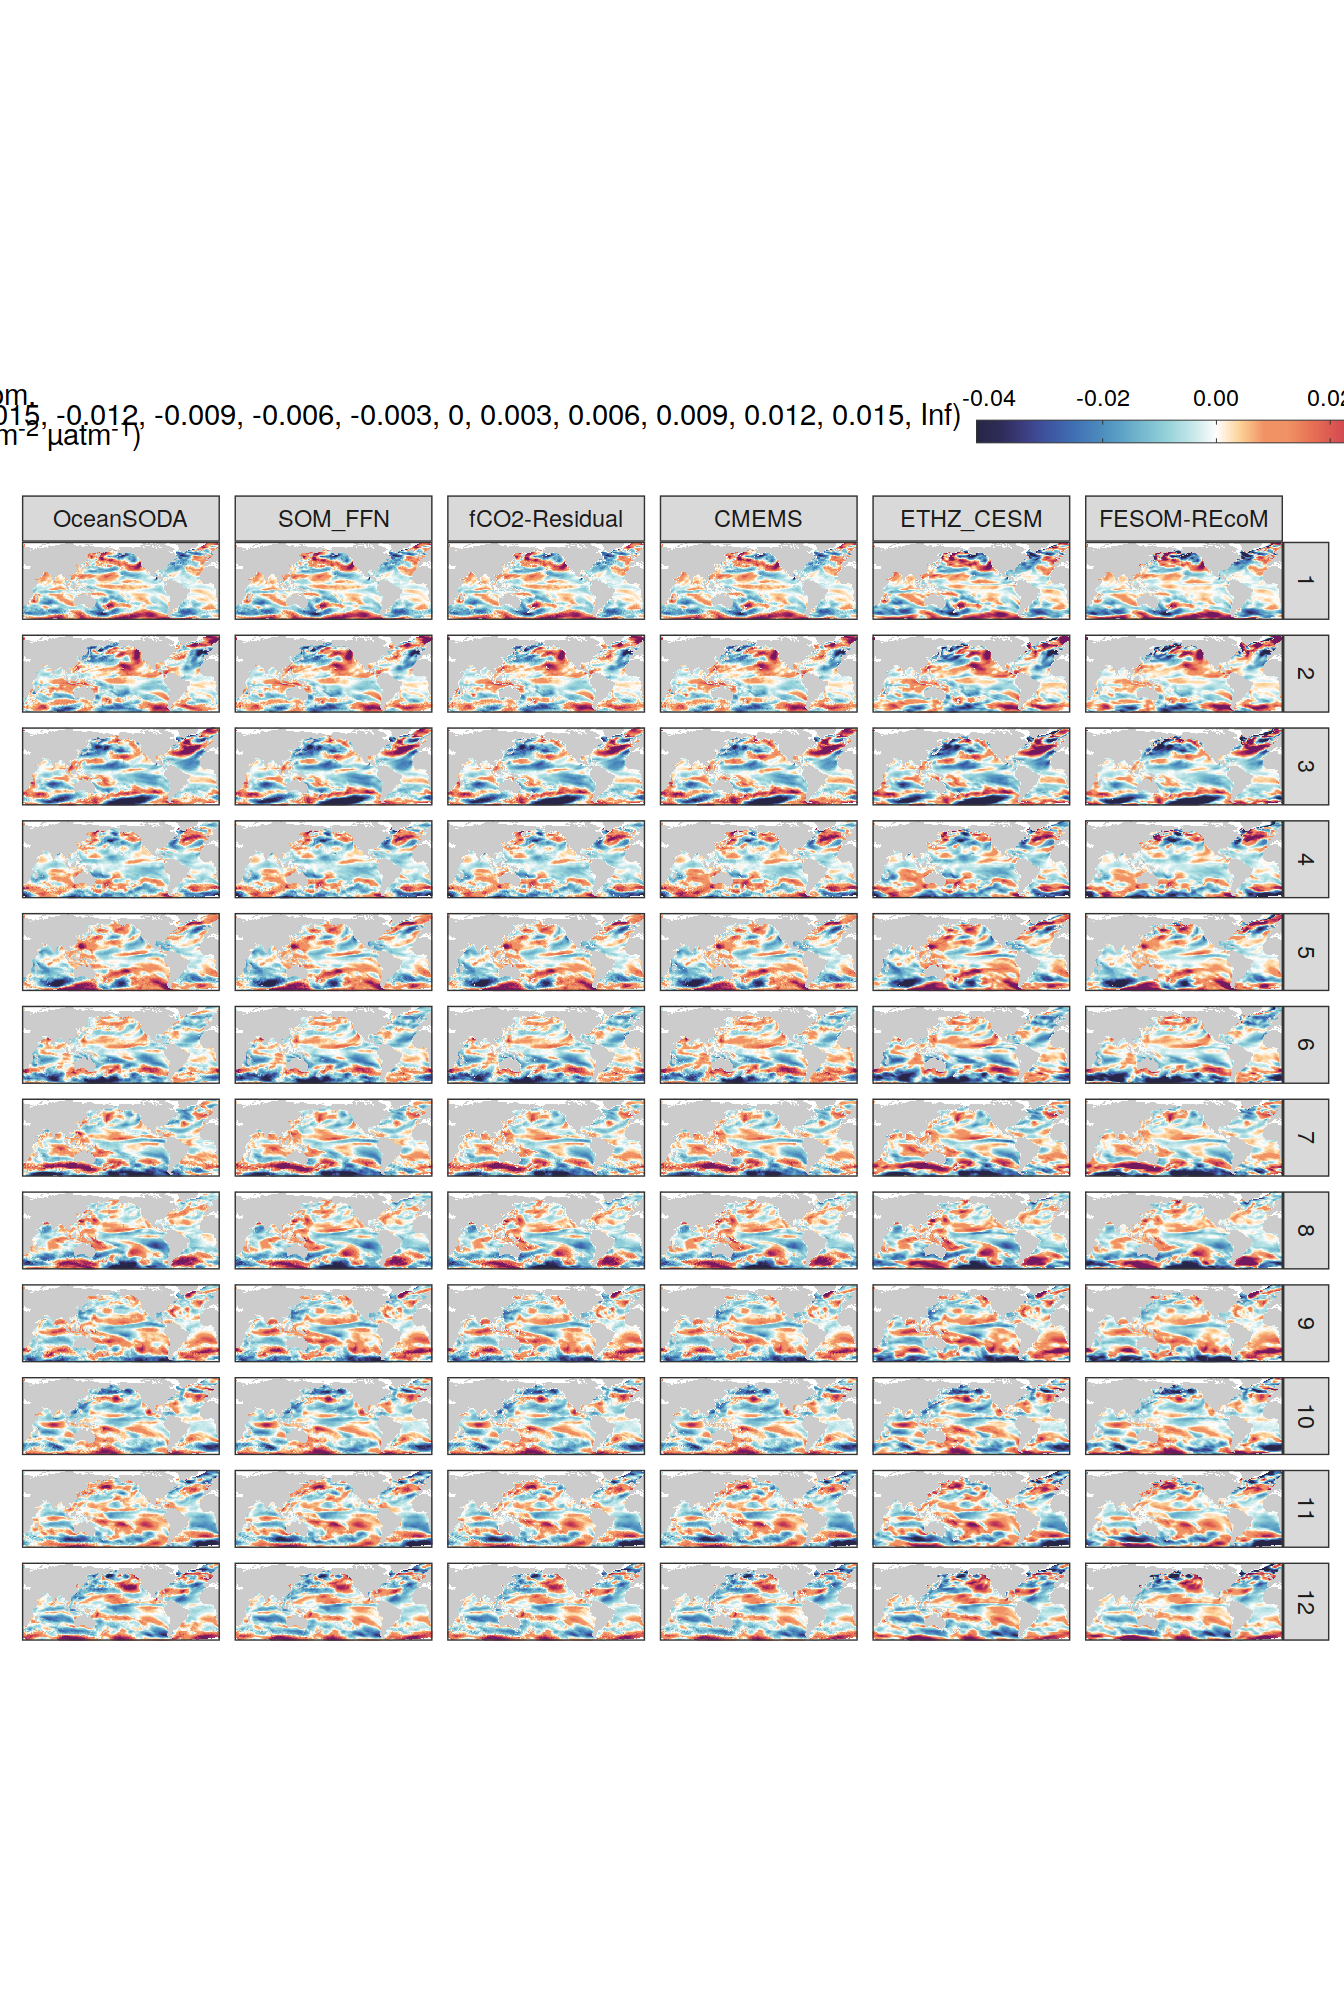 om.
015, -0.012, -0.009, -0.006, -0.003, 0, 0.003, 0.006, 0.009, 0.012, 0.015, Inf)
m⁻² µatm⁻¹)
-0.04 -0.02 0.00 0.02
OceanSODA SOM_FFN fCO2-Residual CMEMS ETHZ_CESM FESOM-REcoM
1
2
3
4
5
6
7
8
9
10
11
12